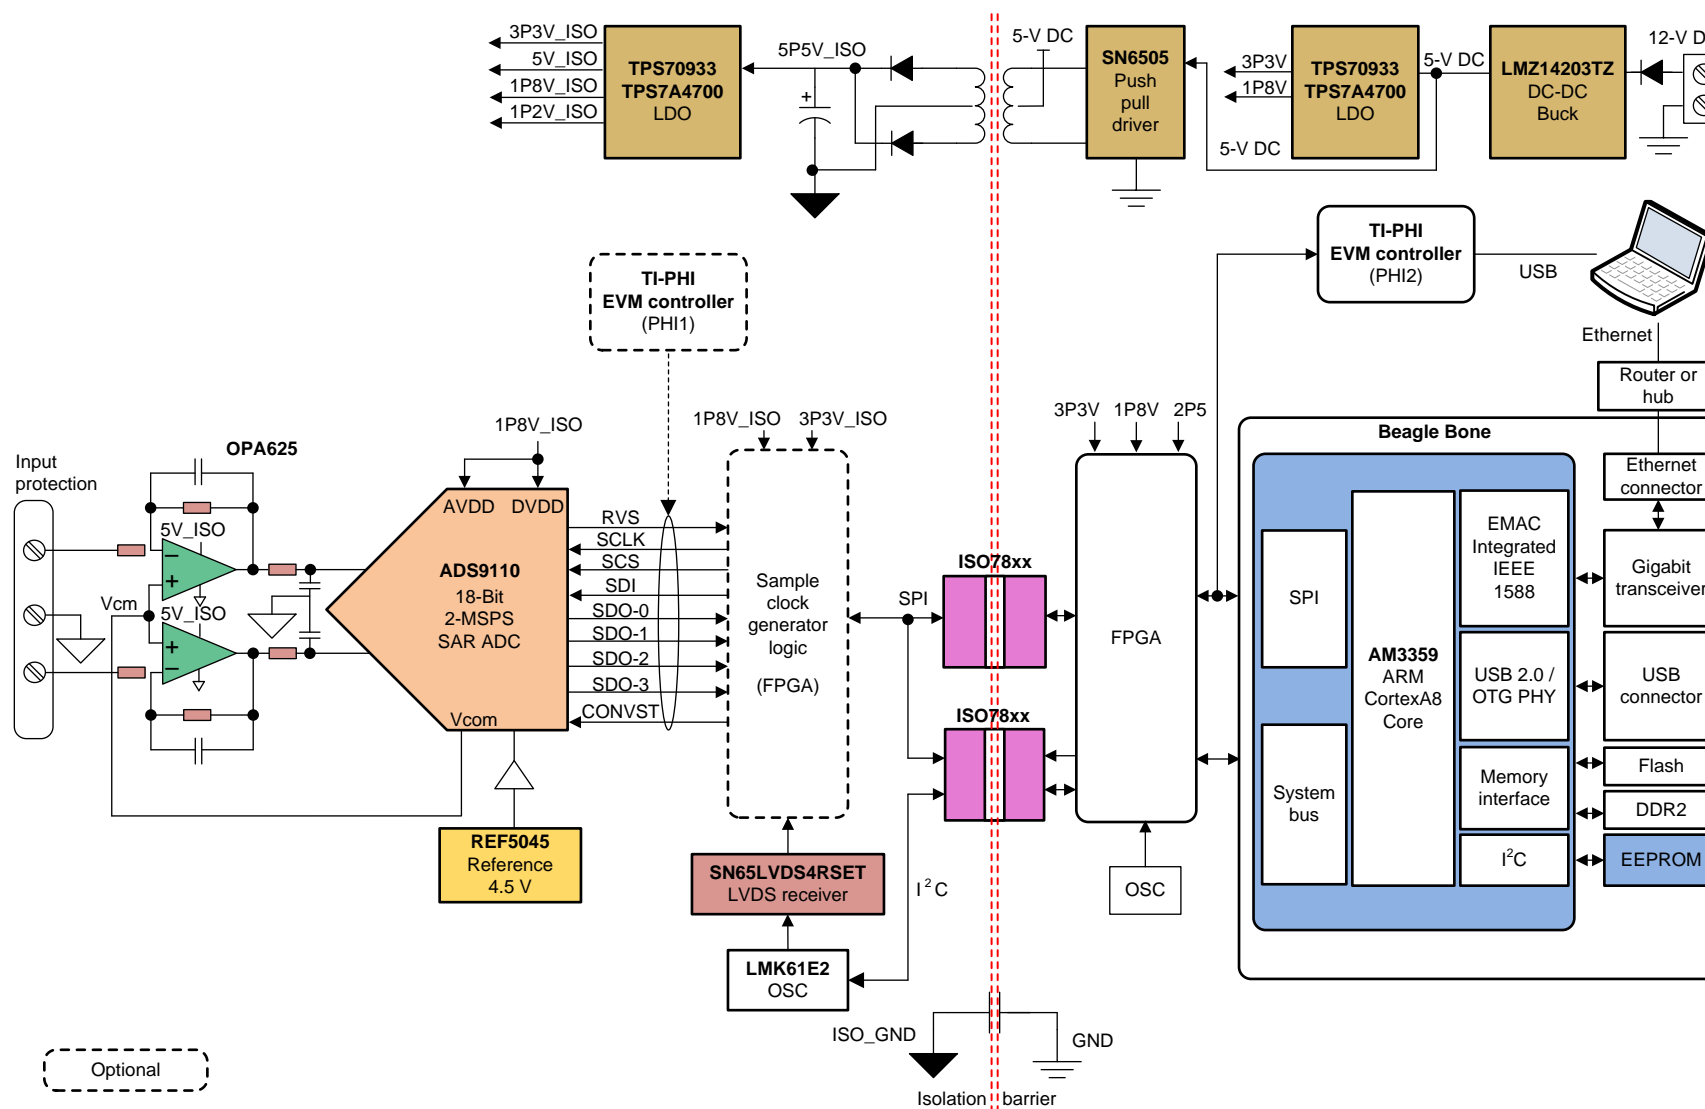 3P3V_ISO
5V_ISO
1P8V_ISO
1P2V_ISO
TPS70933
TPS7A4700
LDO
5P5V_ISO
+
5-V DC
SN6505
Push
pull
driver
3P3V
1P8V
TPS70933
TPS7A4700
LDO
5-V DC
5-V DC
LMZ14203TZ
DC-DC
Buck
12-V D
TI-PHI
EVM controller
(PHI1)
TI-PHI
EVM controller
(PHI2)
USB
Ethernet
Router or
hub
Input
protection
OPA625
5V_ISO
Vcm
5V_ISO
1P8V_ISO
AVDD DVDD
ADS9110
18-Bit
2-MSPS
SAR ADC
Vcom
RVS
SCLK
SCS
SDI
SDO-0
SDO-1
SDO-2
SDO-3
CONVST
REF5045
Reference
4.5 V
1P8V_ISO 3P3V_ISO
Sample
clock
generator
logic
(FPGA)
SN65LVDS4RSET
LVDS receiver
LMK61E2
OSC
SPI
I²C
ISO78xx
ISO78xx
3P3V 1P8V 2P5
FPGA
OSC
Beagle Bone
SPI
System
bus
AM3359
ARM
CortexA8
Core
EMAC
Integrated
IEEE
1588
USB 2.0 /
OTG PHY
Memory
interface
I²C
Ethernet
connector
Gigabit
transceiver
USB
connector
Flash
DDR2
EEPROM
ISO_GND
GND
Isolation barrier
Optional